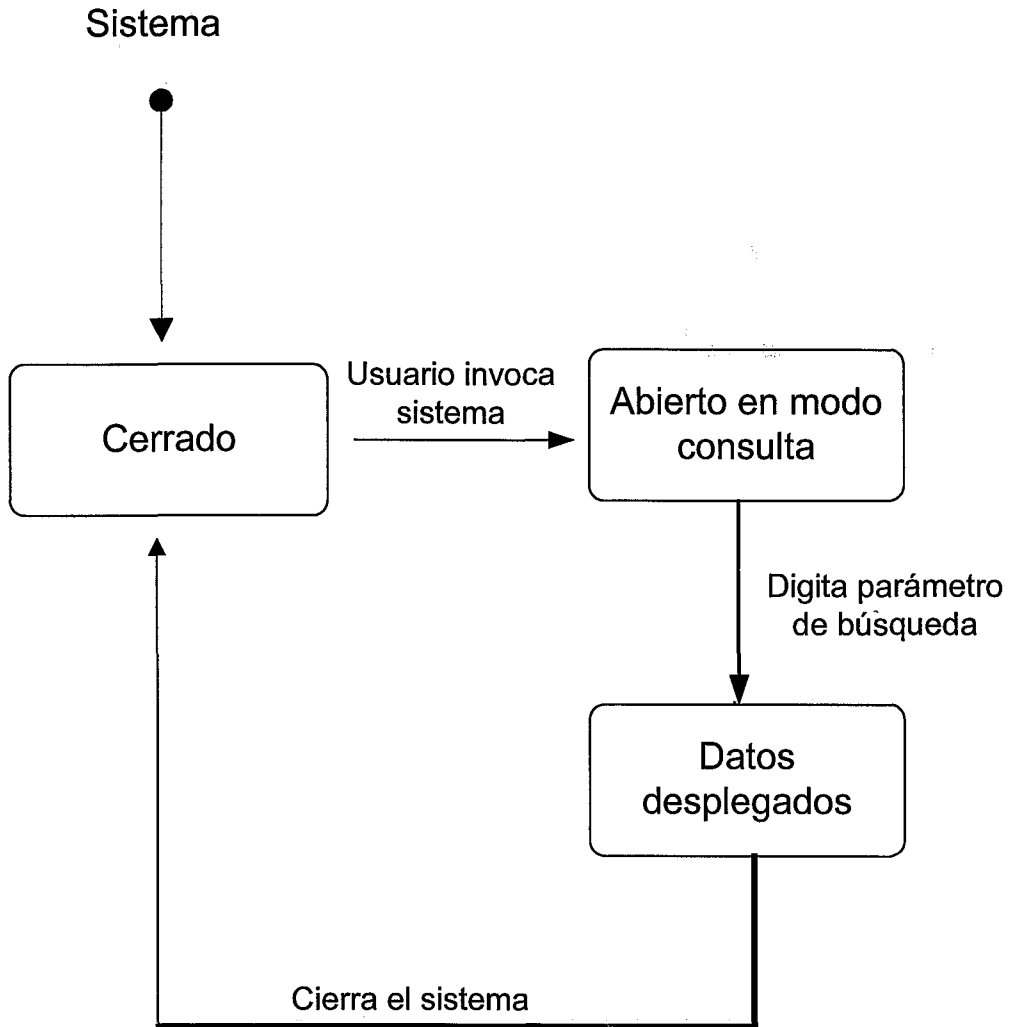 Sistema
Cerrado
Usuario invoca
sistema
Abierto en modo
consulta
Digita parámetro
de búsqueda
Datos
desplegados
Cierra el sistema